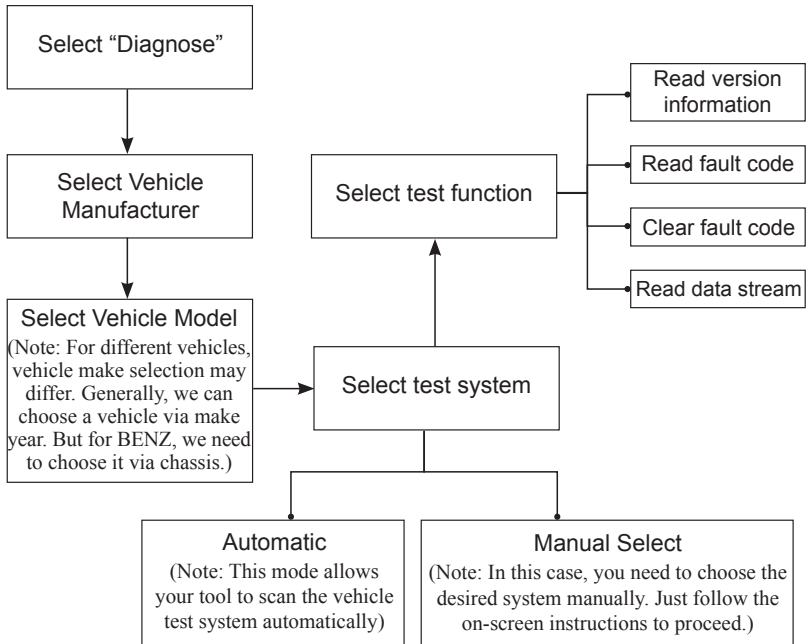 Select “Diagnose”
Select Vehicle
Manufacturer
Select Vehicle Model
(Note: For different vehicles,
vehicle make selection may
differ. Generally, we can
choose a vehicle via make
year. But for BENZ, we need
to choose it via chassis.)
Select test system
Automatic
(Note: This mode allows
your tool to scan the vehicle
test system automatically)
Manual Select
(Note: In this case, you need to choose the
desired system manually. Just follow the
on-screen instructions to proceed.)
Select test function
Read version
information
Read fault code
Clear fault code
Read data stream